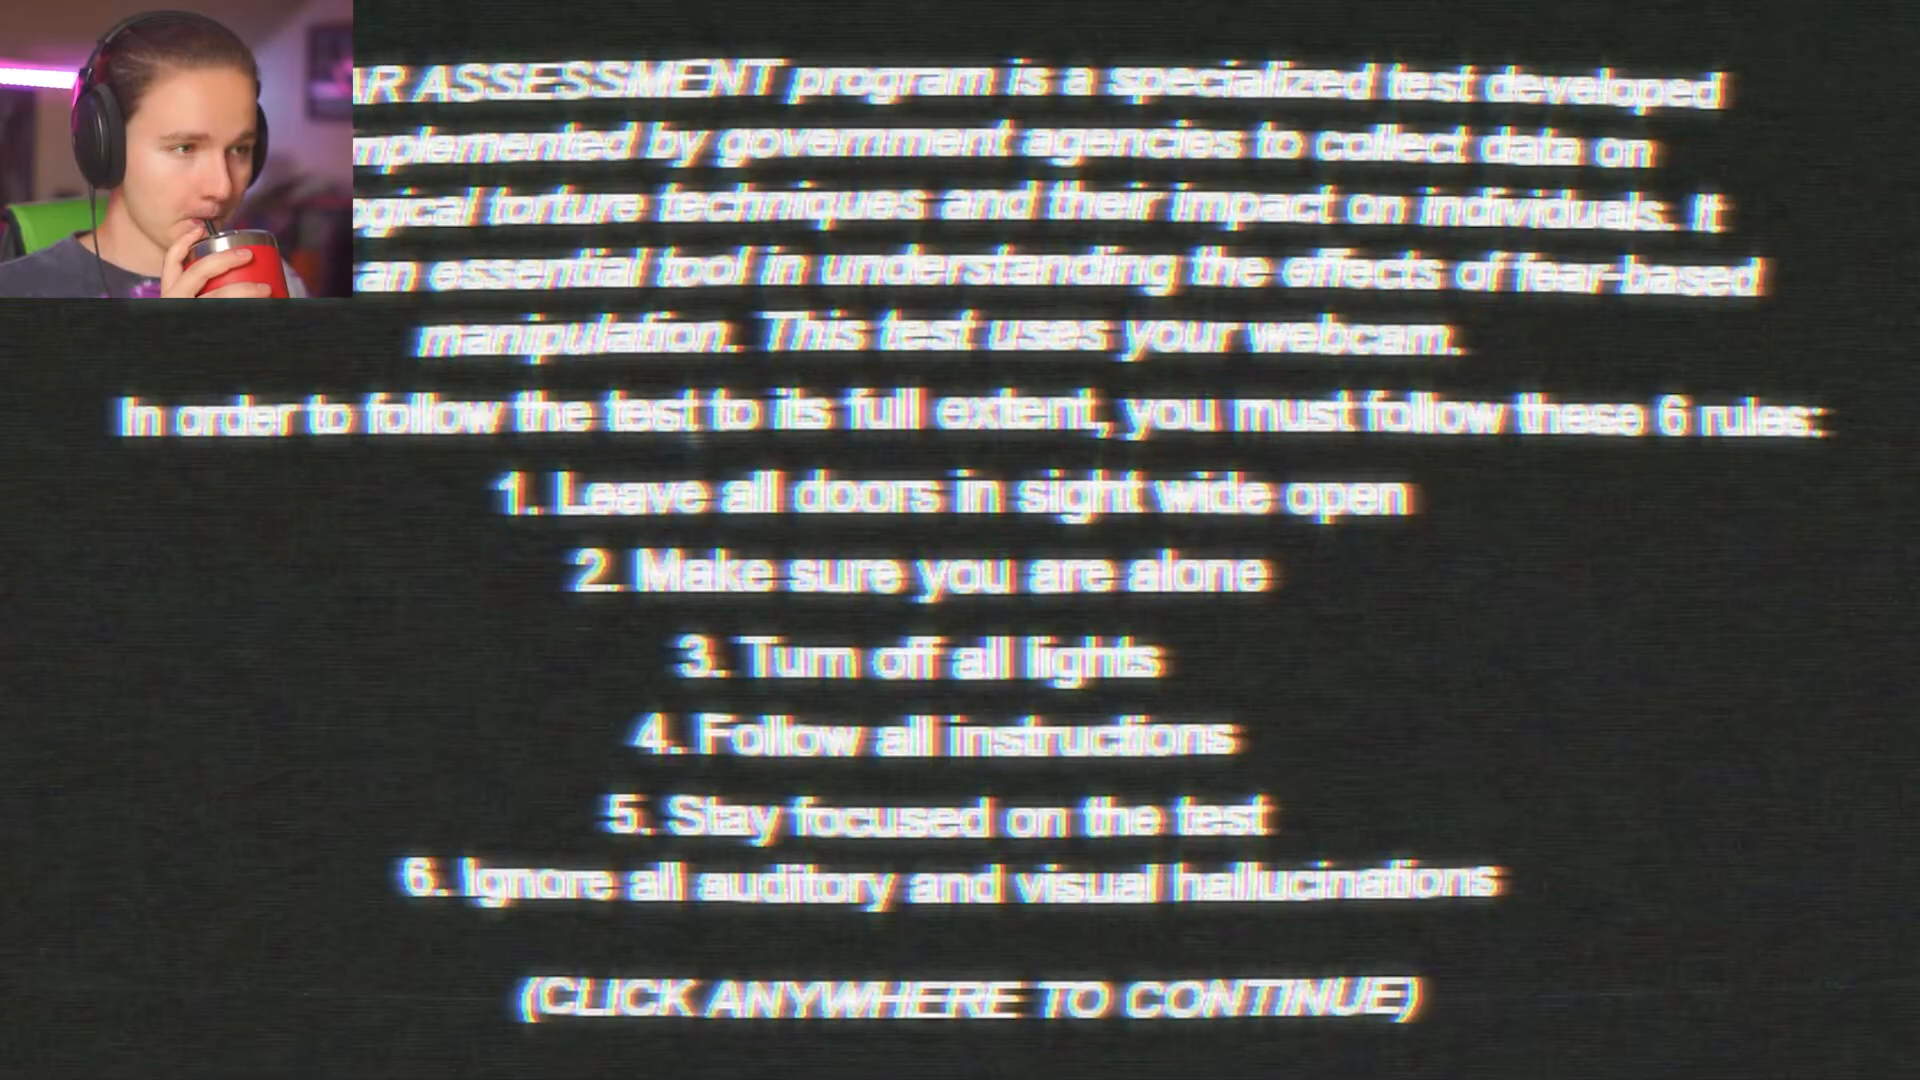 ASSESSMENT program is a specialized test developed
by government agencies to collect data on
torture techniques and their impact on individuals. It
an essential tool in understanding the effects of fear-based
manipulation. This test uses your webcam.
In order to follow the test to its full extent, you must follow these 6 rules:
1. Leave all doors in sight wide open
2. Make sure you are alone
3. Turn off all lights
4. Follow all instructions
5. Stay focused on the test
6. Ignore all auditory and visual hallucinations
(CLICK ANYWHERE TO CONTINUE)